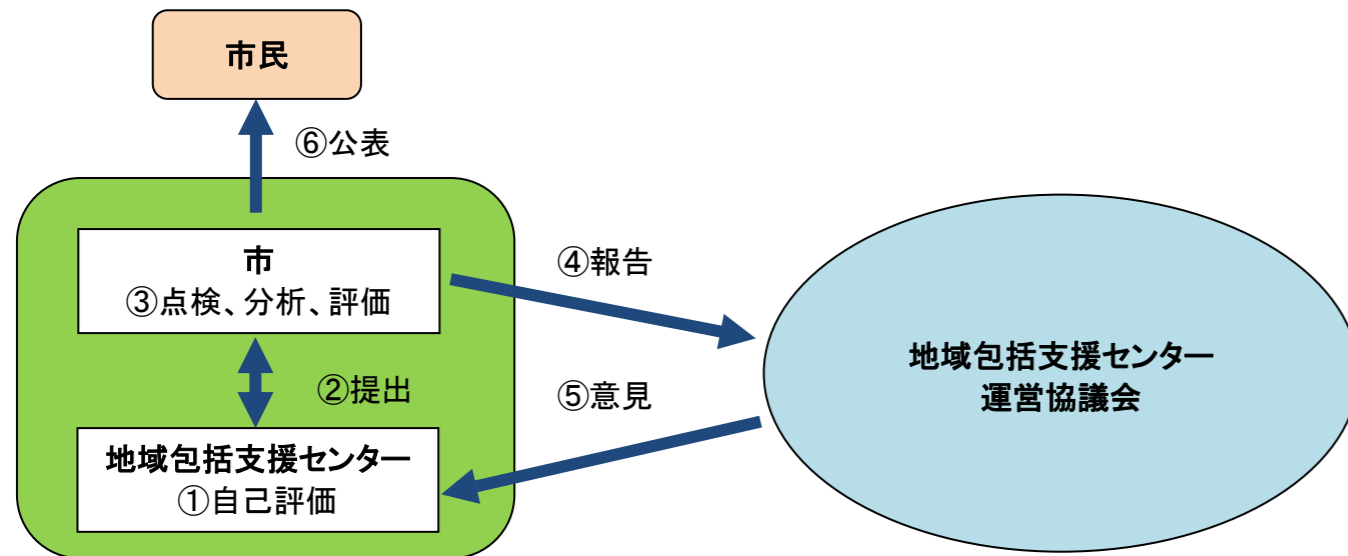 市民
⑥公表
市
③点検、分析、評価
④報告
②提出
⑤意見
地域包括支援センター
運営協議会
地域包括支援センター
①自己評価